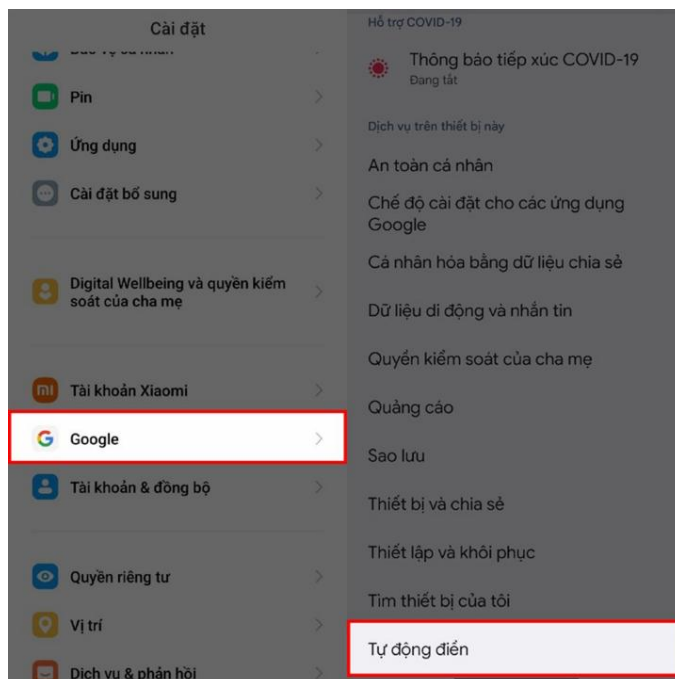 Cài đặt
Bảo vệ cá nhân
Pin
Ứng dụng
Cài đặt bổ sung
Digital Wellbeing và quyền kiểm
soát của cha mẹ
Tài khoản Xiaomi
Google
Tài khoản & đồng bộ
Quyền riêng tư
Vị trí
Dịch vụ & phản hồi
Hỗ trợ COVID-19
Thông báo tiếp xúc COVID-19
Đang tắt
Dịch vụ trên thiết bị này
An toàn cá nhân
Chế độ cài đặt cho các ứng dụng
Google
Cá nhân hóa bằng dữ liệu chia sẻ
Dữ liệu di động và nhắn tin
Quyền kiểm soát của cha mẹ
Quảng cáo
Sao lưu
Thiết bị và chia sẻ
Thiết lập và khôi phục
Tìm thiết bị của tôi
Tự động điền